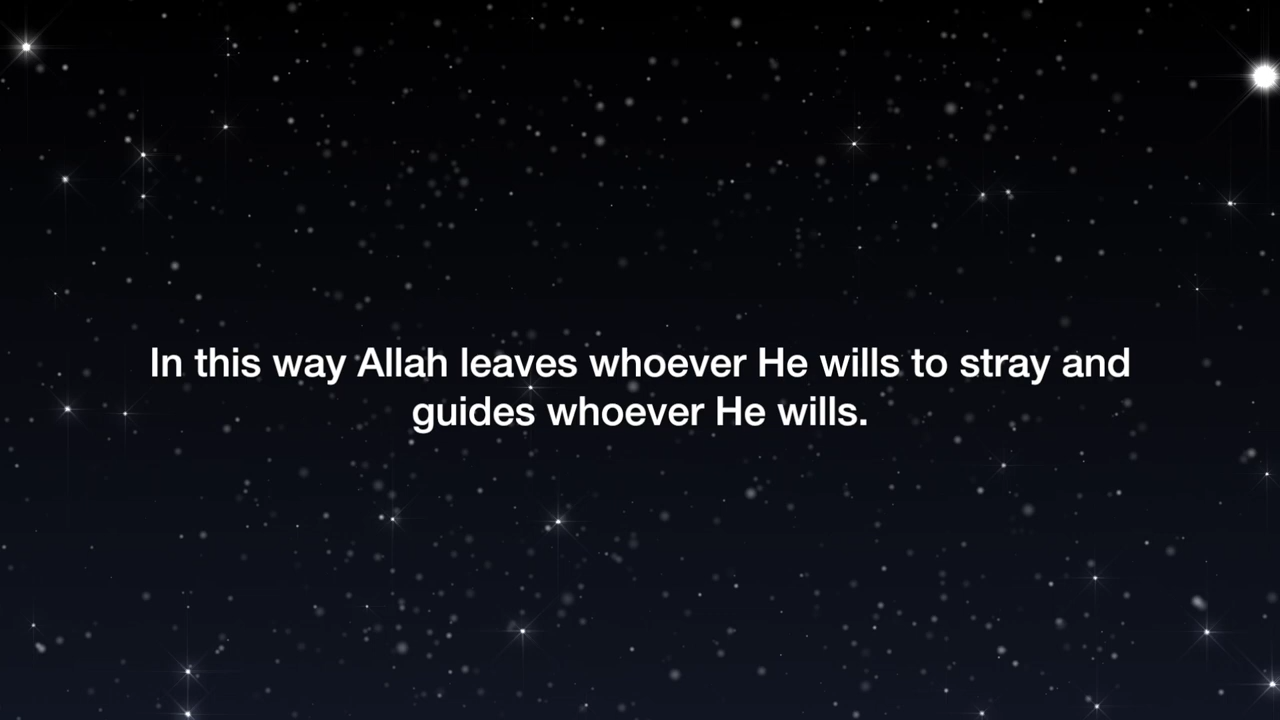 In this way Allah leaves whoever He wills to stray and
guides whoever He wills.